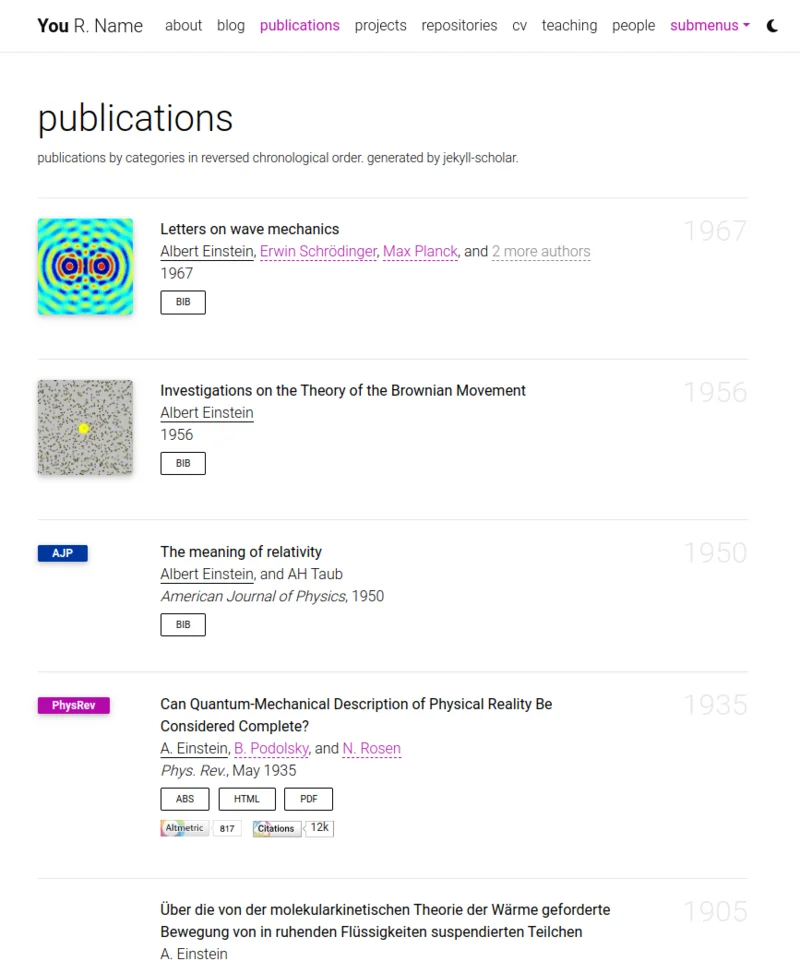 You R. Name about blog publications projects repositories cv teaching people submenus
publications
publications by categories in reversed chronological order. generated by jekyll-scholar.
1967
Letters on wave mechanics
Albert Einstein, Erwin Schrödinger, Max Planck, and 2 more authors
1967
BIB
1956
Investigations on the Theory of the Brownian Movement
Albert Einstein
1956
BIB
1950
AJP
The meaning of relativity
Albert Einstein, and AH Taub
American Journal of Physics, 1950
BIB
1935
PhysRev
Can Quantum-Mechanical Description of Physical Reality Be
Considered Complete?
A. Einstein, B. Podolsky, and N. Rosen
Phys. Rev., May 1935
ABS HTML PDF
Altmetric 817 Citations 12k
1905
Über die von der molekularkinetischen Theorie der Wärme geforderte
Bewegung von in ruhenden Flüssigkeiten suspendierten Teilchen
A. Einstein